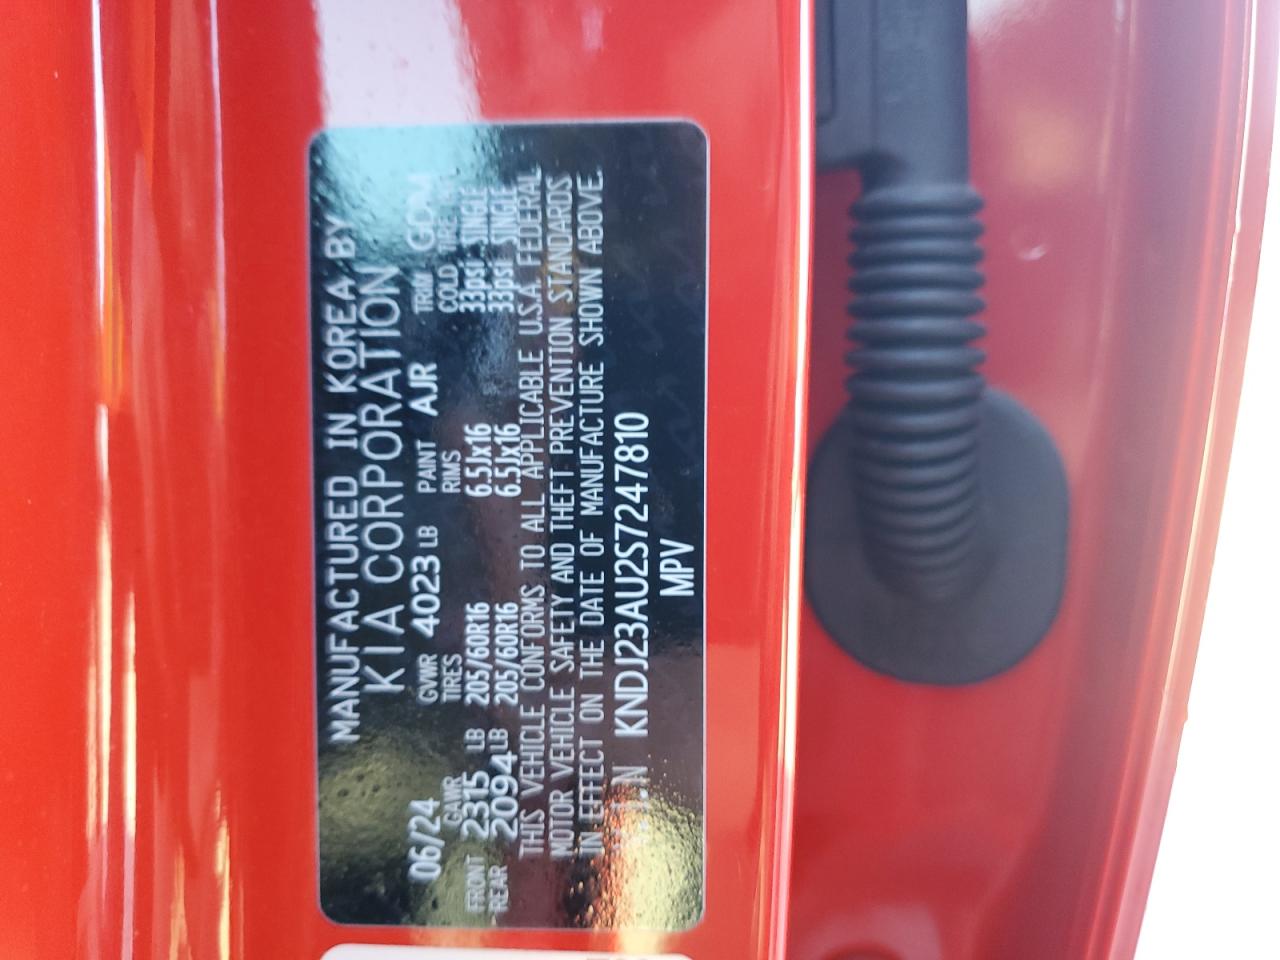 MANUFACTURED IN KOREA BY
KIA CORPORATION
06/24 GVWR 4023 LB PAINT AJR TRIM GDM
GAWR TIRES RIMS COLD TIRE
FRONT 2315 LB 205/60R16 6.5Jx16 33psi SINGLE
REAR 2094 LB 205/60R16 6.5Jx16 33psi SINGLE
THIS VEHICLE CONFORMS TO ALL APPLICABLE U.S.A. FEDERAL
MOTOR VEHICLE SAFETY AND THEFT PREVENTION STANDARDS
IN EFFECT ON THE DATE OF MANUFACTURE SHOWN ABOVE.
V.I.N KNDJ23AU2S7247810
MPV